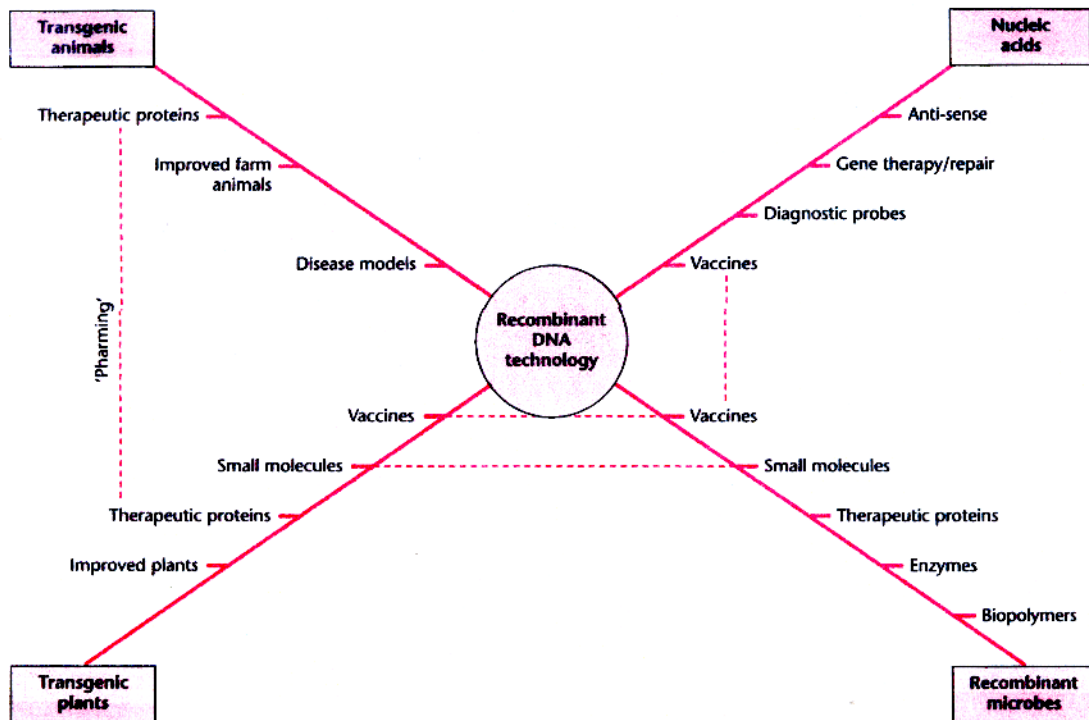 Transgenic
animals
Nucleic
acids
Therapeutic proteins
Anti-sense
Improved farm
animals
Gene therapy/repair
Diagnostic probes
Disease models
Vaccines
'Pharming'
Recombinant
DNA
technology
Vaccines
Vaccines
Small molecules
Small molecules
Therapeutic proteins
Therapeutic proteins
Improved plants
Enzymes
Biopolymers
Transgenic
plants
Recombinant
microbes